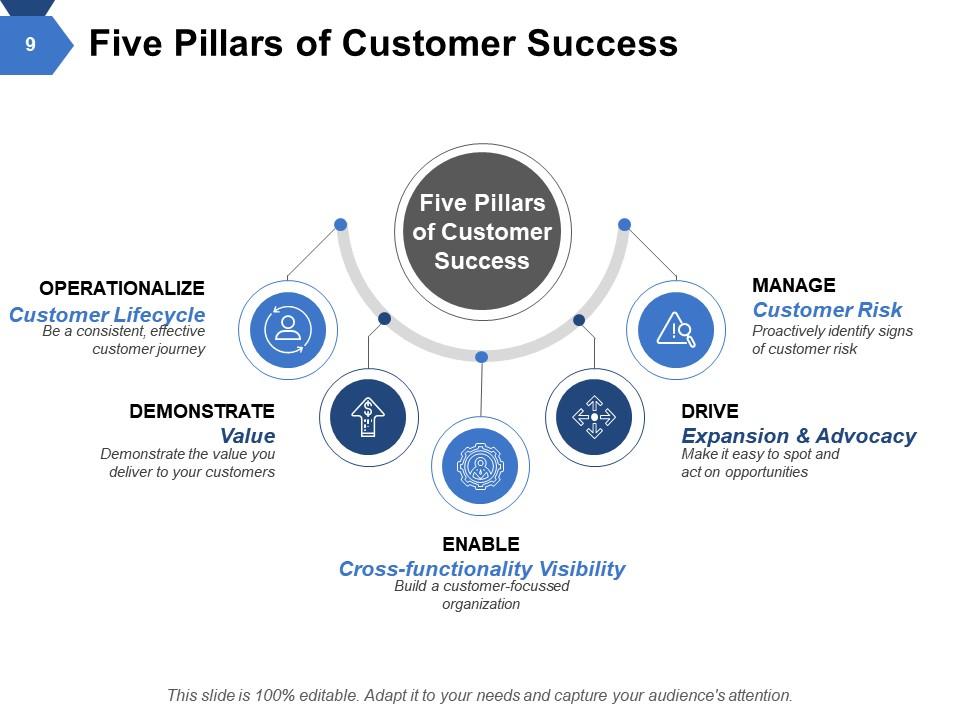 9
Five Pillars of Customer Success
Five Pillars
of Customer
Success
OPERATIONALIZE
Customer Lifecycle
Be a consistent, effective
customer journey
DEMONSTRATE
Value
Demonstrate the value you
deliver to your customers
ENABLE
Cross-functionality Visibility
Build a customer-focussed
organization
DRIVE
Expansion & Advocacy
Make it easy to spot and
act on opportunities
MANAGE
Customer Risk
Proactively identify signs
of customer risk
This slide is 100% editable. Adapt it to your needs and capture your audience's attention.